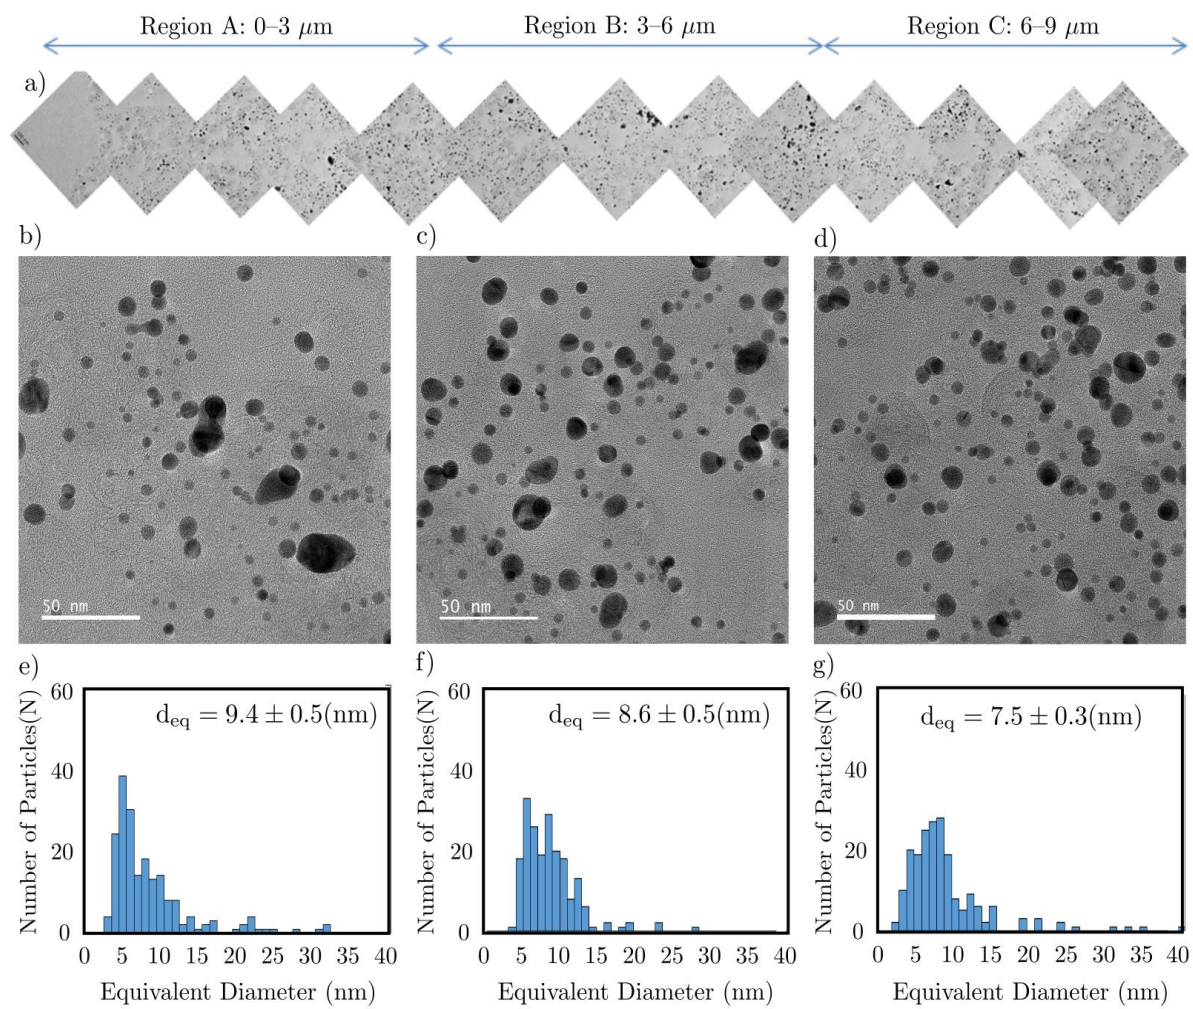 Region A: 0–3 μm
Region B: 3–6 μm
Region C: 6–9 μm
a)
b)
c)
d)
50 nm
50 nm
50 nm
e)
f)
g)
Number of Particles(N)
60
40
20
0
d_eq = 9.4 ± 0.5(nm)
0 5 10 15 20 25 30 35 40
Equivalent Diameter (nm)
Number of Particles(N)
60
40
20
0
d_eq = 8.6 ± 0.5(nm)
0 5 10 15 20 25 30 35 40
Equivalent Diameter (nm)
Number of Particles(N)
60
40
20
0
d_eq = 7.5 ± 0.3(nm)
0 5 10 15 20 25 30 35 40
Equivalent Diameter (nm)